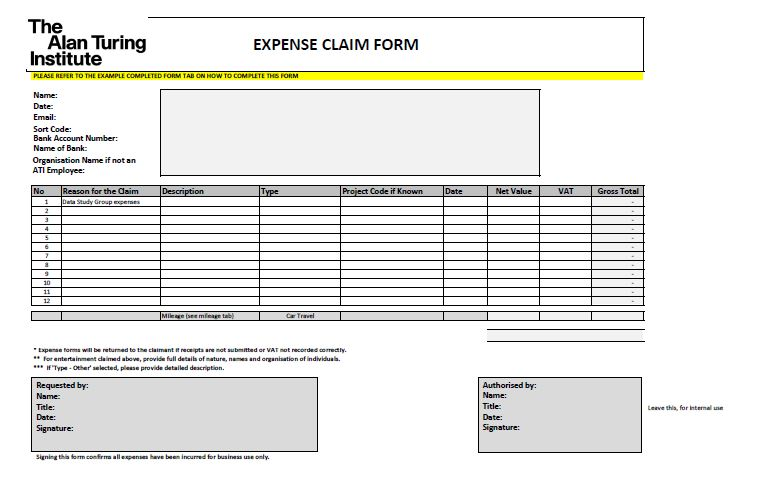 The
Alan Turing
Institute
EXPENSE CLAIM FORM
PLEASE REFER TO THE EXAMPLE COMPLETED FORM TAB ON HOW TO COMPLETE THIS FORM
Name:
Date:
Email:
Sort Code:
Bank Account Number:
Name of Bank:
Organisation Name if not an
ATI Employee:
No Reason for the Claim Description Type Project Code if Known Date Net Value VAT Gross Total
1 Data Study Group expenses -
2 -
3 -
4 -
5 -
6 -
7 -
8 -
9 -
10 -
11 -
12 -
Mileage (see mileage tab) Car Travel
* Expense forms will be returned to the claimant if receipts are not submitted or VAT not recorded correctly.
** For entertainment claimed above, provide full details of nature, names and organisation of individuals.
*** If 'Type - Other' selected, please provide detailed description.
Requested by:
Name:
Title:
Date:
Signature:
Authorised by:
Name:
Title:
Date:
Signature:
Leave this, for internal use
Signing this form confirms all expenses have been incurred for business use only.